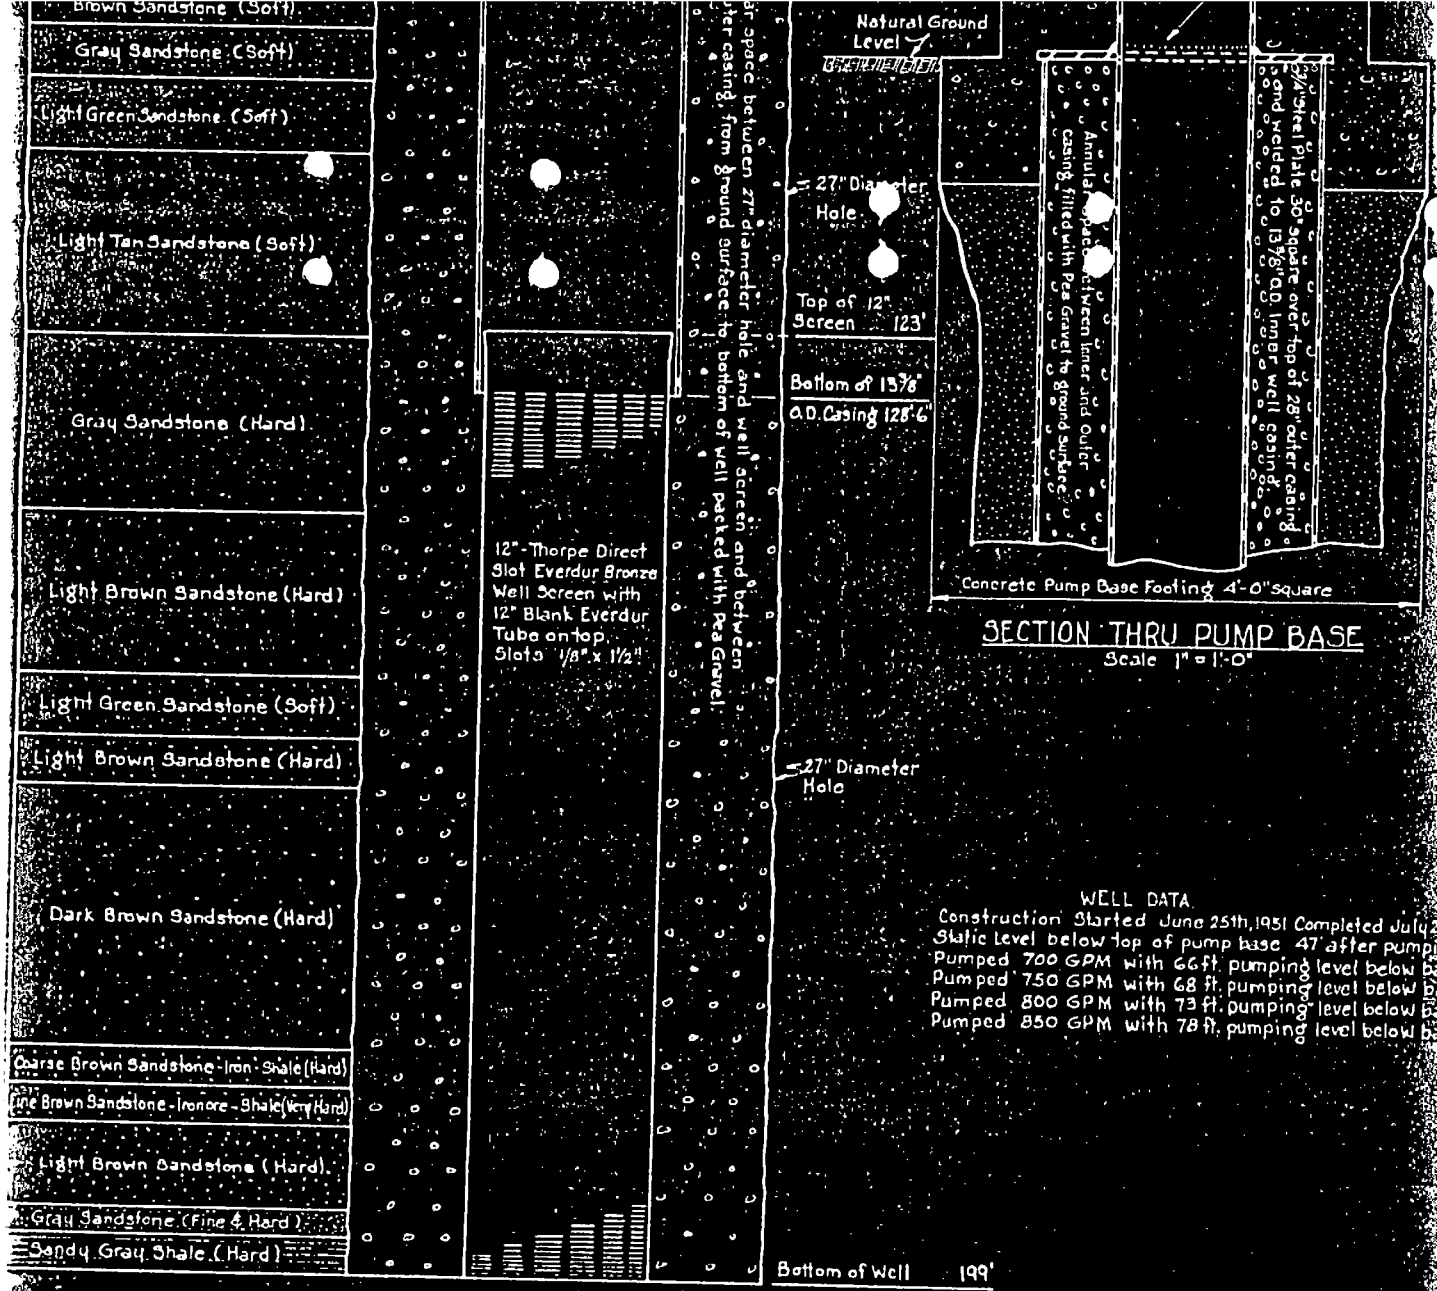 Brown Sandstone (Soft)
Gray Sandstone (Soft)
Light Green Sandstone (Soft)
Light Tan Sandstone (Soft)
Gray Sandstone (Hard)
Light Brown Sandstone (Hard)
Light Green Sandstone (Soft)
Light Brown Sandstone (Hard)
Dark Brown Sandstone (Hard)
Coarse Brown Sandstone-Iron-Shale (Hard)
Fine Brown Sandstone-Ironore-Shale (Very Hard)
Light Brown Sandstone (Hard)
Gray Sandstone (Fine & Hard)
Sandy Gray Shale (Hard)
12"-Thorpe Direct
Slot Everdur Bronze
Well Screen with
12" Blank Everdur
Tube on top.
Slots 1/8" x 1 1/2"
space between 27" diameter hole and well screen and between
casing from ground surface to bottom of well packed with Pea Gravel
Natural Ground
Level
27" Diameter
Hole
Top of 12"
Screen 123'
Bottom of 13 3/8"
O.D. Casing 128'-6"
27" Diameter
Hole
Bottom of Well 199'
Annular space between Inner and Outer
casing filled with Pea Gravel to ground surface
3/4" Steel Plate 30" square over top of 28" outer casing
and welded to 13 3/8" O.D. Inner well casing
Concrete Pump Base Footing 4'-0" square
SECTION THRU PUMP BASE
Scale 1" = 1'-0"
WELL DATA
Construction Started June 25th, 1951 Completed July
Static Level below top of pump base 47' after
Pumped 700 GPM with 66 ft. pumping level below
Pumped 750 GPM with 68 ft. pumping level below
Pumped 800 GPM with 73 ft. pumping level below
Pumped 850 GPM with 78 ft. pumping level below